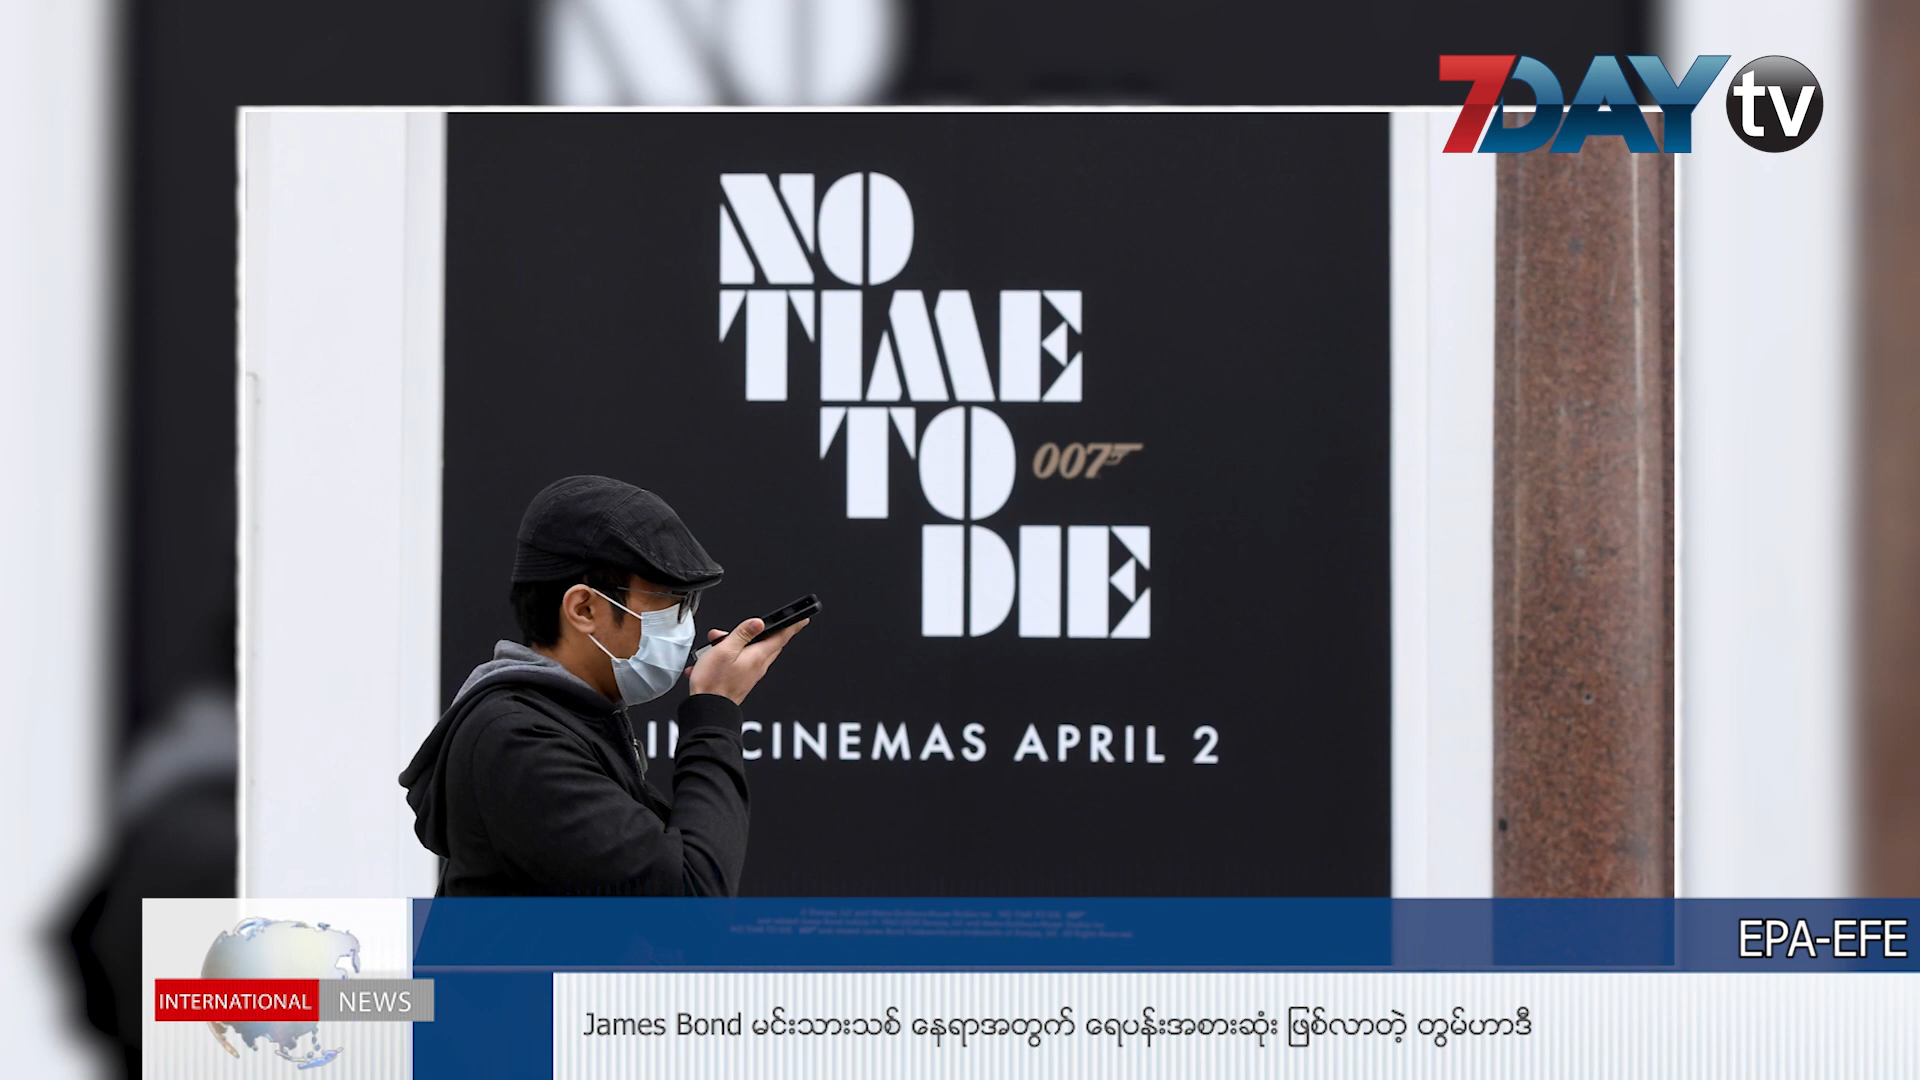 NO
7DAY tv
NO
TIME
TO 007
DIE
IN CINEMAS APRIL 2
EPA-EFE
INTERNATIONAL NEWS
James Bond မင်းသားသစ် နေရာအတွက် ရေပန်းအစားဆုံး ဖြစ်လာတဲ့ တွမ်ဟာဒီ